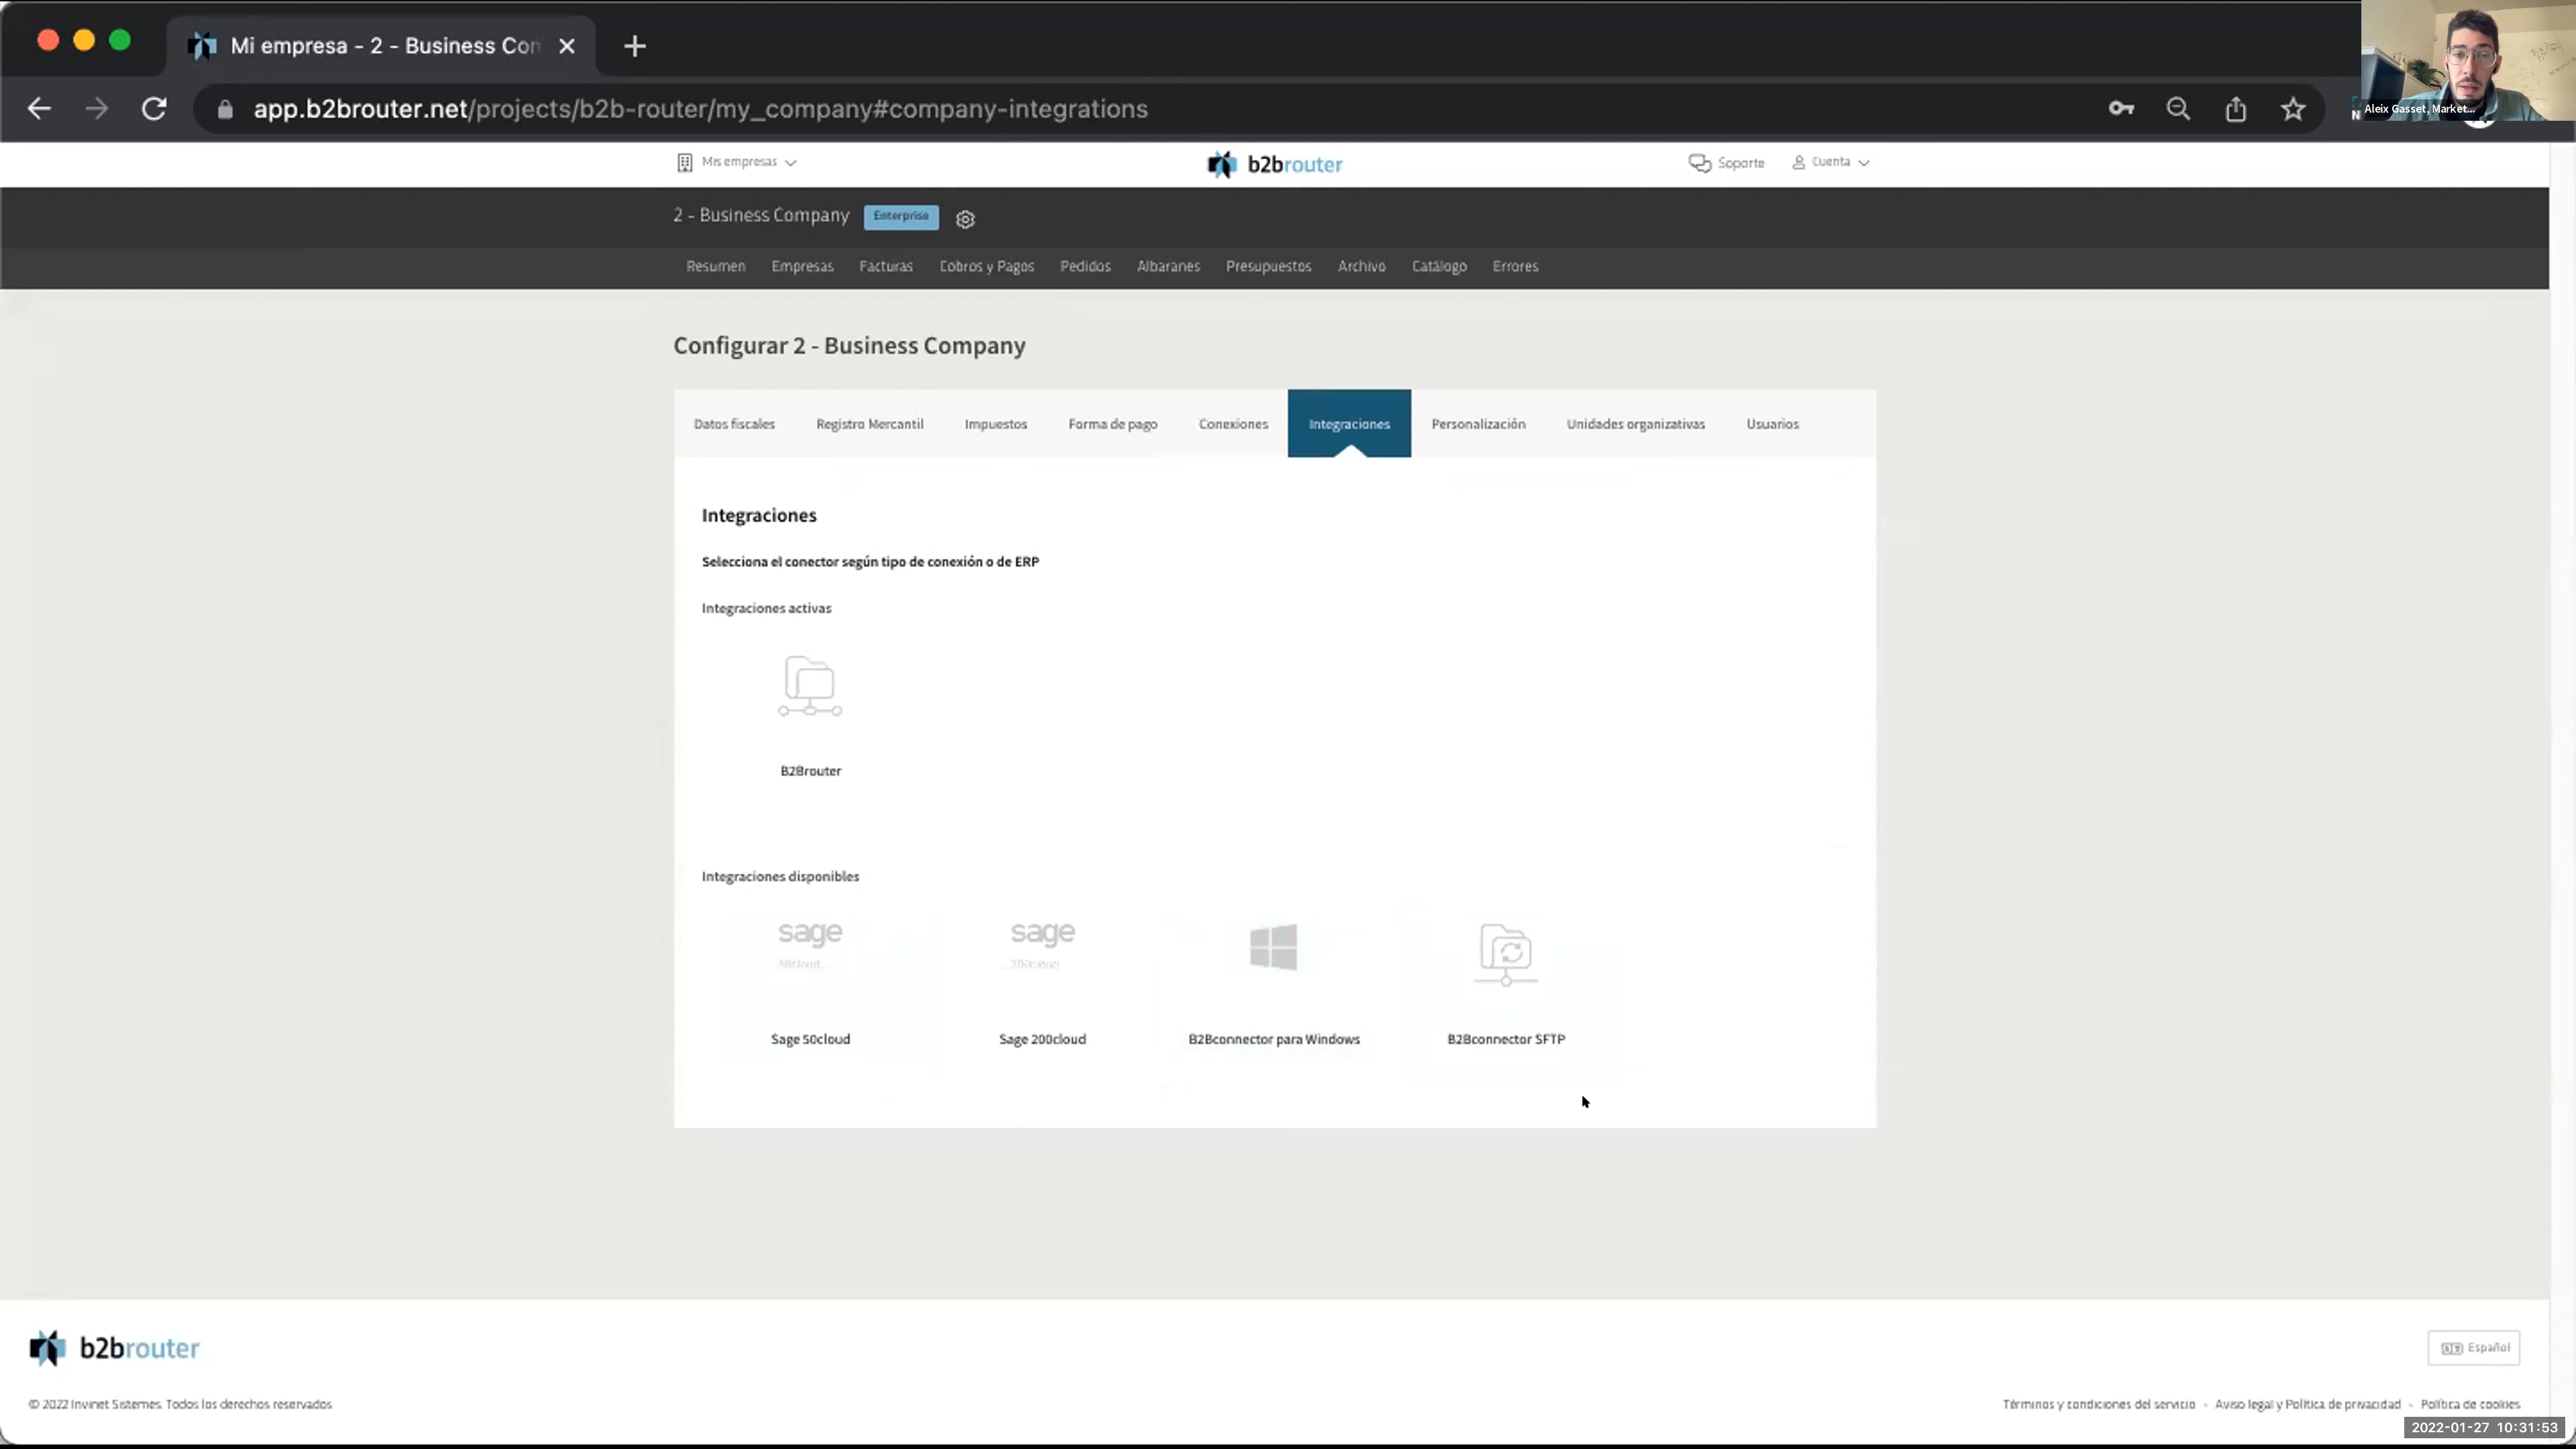 Mi empresa - 2 - Business Con
app.b2brouter.net/projects/b2b-router/my_company#company-integrations
Aleix Gasset, Market...
Mis empresas
b2brouter
Soporte
Cuenta
2 - Business Company
Enterprise
Resumen
Empresas
Facturas
Cobros y Pagos
Pedidos
Albaranes
Presupuestos
Archivo
Catálogo
Errores
Configurar 2 - Business Company
Datos fiscales
Registro Mercantil
Impuestos
Forma de pago
Conexiones
Integraciones
Personalización
Unidades organizativas
Usuarios
Integraciones
Selecciona el conector según tipo de conexión o de ERP
Integraciones activas
B2Brouter
Integraciones disponibles
sage
50cloud
sage
200cloud
Sage 50cloud
Sage 200cloud
B2Bconnector para Windows
B2Bconnector SFTP
b2brouter
Español
© 2022 Invinet Sistemes. Todos los derechos reservados
Términos y condiciones del servicio - Aviso legal y Política de privacidad - Política de cookies
2022-01-27 10:31:53